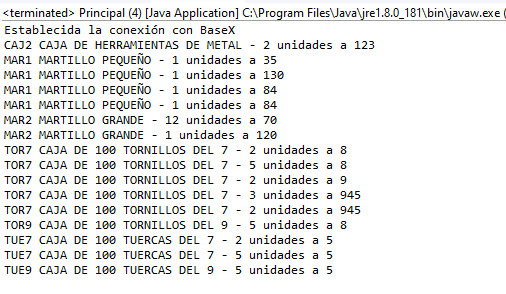 <terminated> Principal (4) [Java Application] C:\Program Files\Java\jre1.8.0_181\bin\javaw.exe (
Establecida la conexión con BaseX
CAJ2 CAJA DE HERRAMIENTAS DE METAL - 2 unidades a 123
MAR1 MARTILLO PEQUEÑO - 1 unidades a 35
MAR1 MARTILLO PEQUEÑO - 1 unidades a 130
MAR1 MARTILLO PEQUEÑO - 1 unidades a 84
MAR1 MARTILLO PEQUEÑO - 1 unidades a 84
MAR2 MARTILLO GRANDE - 12 unidades a 70
MAR2 MARTILLO GRANDE - 1 unidades a 120
TOR7 CAJA DE 100 TORNILLOS DEL 7 - 2 unidades a 8
TOR7 CAJA DE 100 TORNILLOS DEL 7 - 5 unidades a 8
TOR7 CAJA DE 100 TORNILLOS DEL 7 - 2 unidades a 9
TOR7 CAJA DE 100 TORNILLOS DEL 7 - 3 unidades a 945
TOR7 CAJA DE 100 TORNILLOS DEL 7 - 2 unidades a 945
TOR9 CAJA DE 100 TORNILLOS DEL 9 - 5 unidades a 8
TUE7 CAJA DE 100 TUERCAS DEL 7 - 2 unidades a 5
TUE7 CAJA DE 100 TUERCAS DEL 7 - 5 unidades a 5
TUE9 CAJA DE 100 TUERCAS DEL 9 - 5 unidades a 5